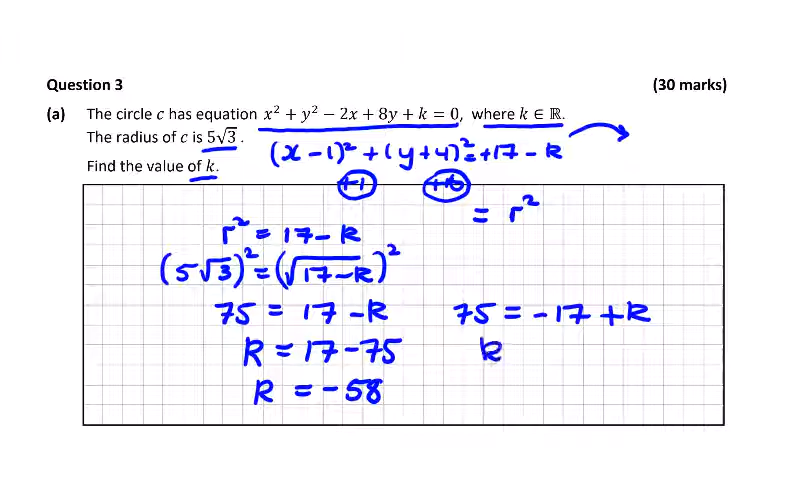 Question 3 (30 marks)
(a) The circle c has equation x² + y² − 2x + 8y + k = 0, where k ∈ ℝ.
The radius of c is 5√3 .
(x − 1)² + (y + 4)² = +17 − k
Find the value of k.
+1 +16
= r²
r² = 17 − k
(5√3)² = (√17 − k)²
75 = 17 − k 75 = −17 + k
k = 17 − 75 k
k = −58